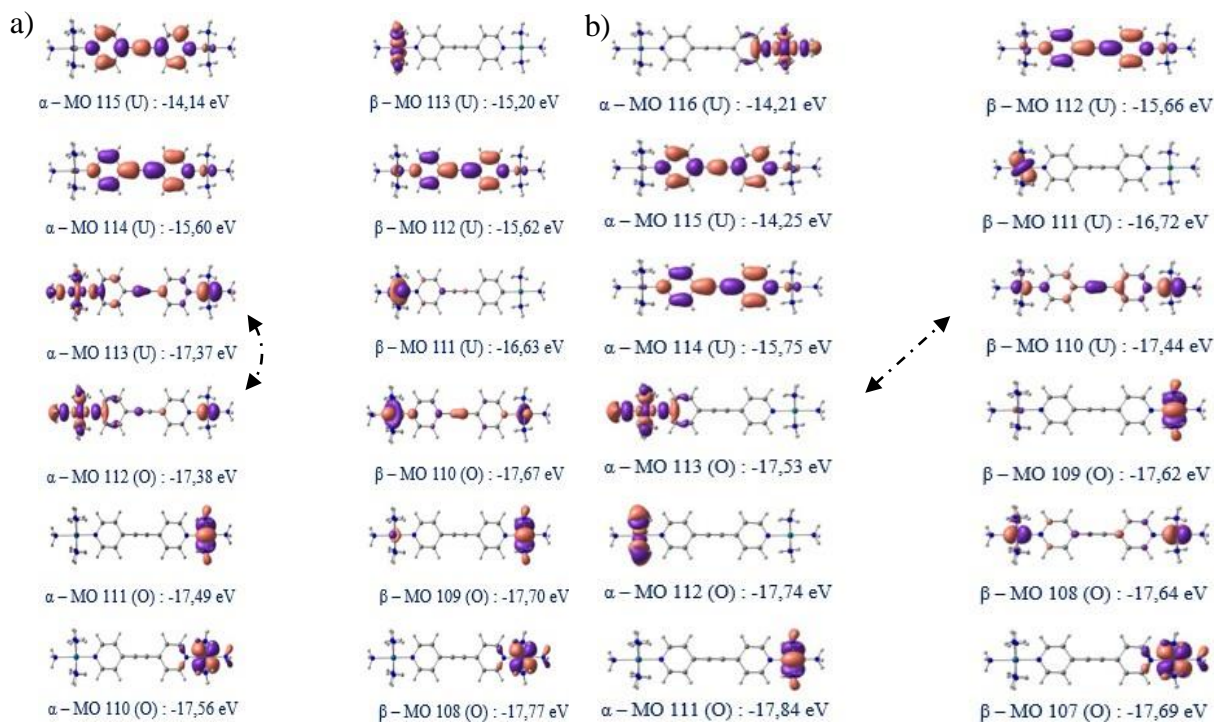 a)
b)
α – MO 115 (U) : -14,14 eV
β – MO 113 (U) : -15,20 eV
α – MO 116 (U) : -14,21 eV
β – MO 112 (U) : -15,66 eV
α – MO 114 (U) : -15,60 eV
β – MO 112 (U) : -15,62 eV
α – MO 115 (U) : -14,25 eV
β – MO 111 (U) : -16,72 eV
α – MO 113 (U) : -17,37 eV
β – MO 111 (U) : -16,63 eV
α – MO 114 (U) : -15,75 eV
β – MO 110 (U) : -17,44 eV
α – MO 112 (O) : -17,38 eV
β – MO 110 (O) : -17,67 eV
α – MO 113 (O) : -17,53 eV
β – MO 109 (O) : -17,62 eV
α – MO 111 (O) : -17,49 eV
β – MO 109 (O) : -17,70 eV
α – MO 112 (O) : -17,74 eV
β – MO 108 (O) : -17,64 eV
α – MO 110 (O) : -17,56 eV
β – MO 108 (O) : -17,77 eV
α – MO 111 (O) : -17,84 eV
β – MO 107 (O) : -17,69 eV